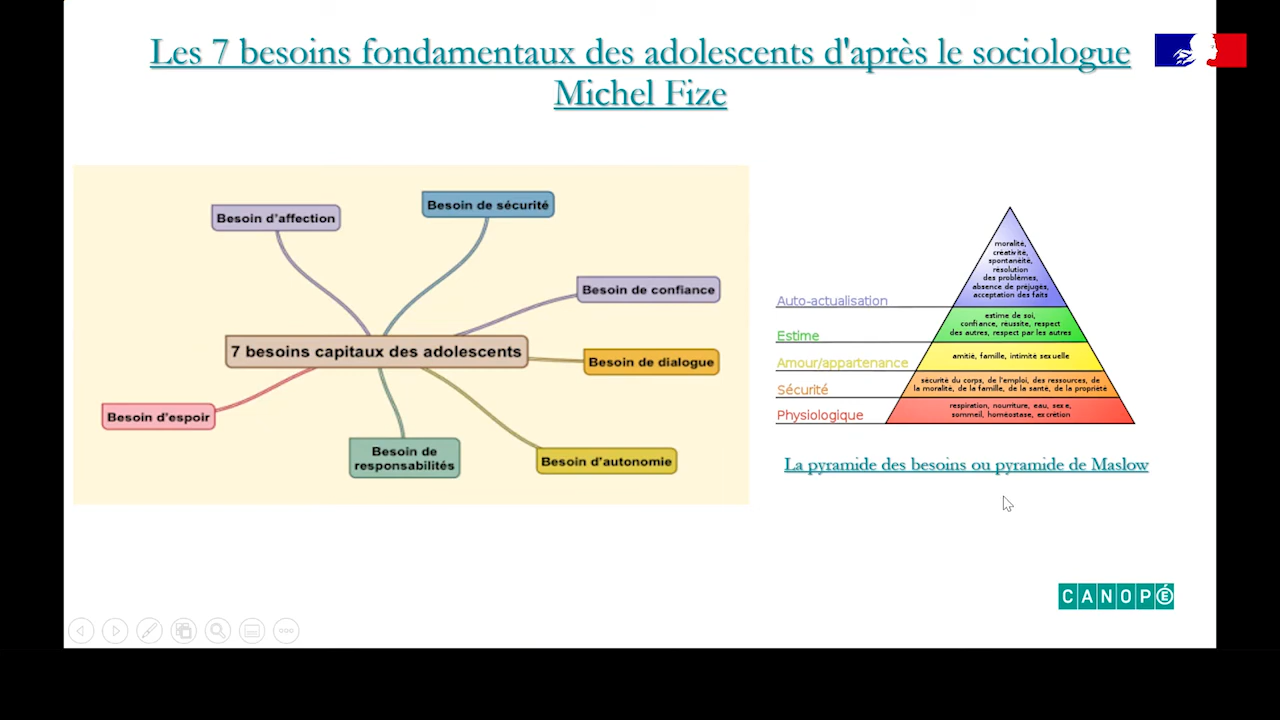 Les 7 besoins fondamentaux des adolescents d'après le sociologue
Michel Fize
Besoin d'affection
Besoin de sécurité
Besoin de confiance
7 besoins capitaux des adolescents
Besoin de dialogue
Besoin d'espoir
Besoin de
responsabilités
Besoin d'autonomie
moralité,
créativité,
spontanéité,
résolution
des problèmes,
absence de préjugés,
acceptation des faits
Auto-actualisation
estime de soi,
confiance, réussite, respect
des autres, respect par les autres
Estime
amitié, famille, intimité sexuelle
Amour/appartenance
sécurité du corps, de l'emploi, des ressources, de
la moralité, de la famille, de la santé, de la propriété
Sécurité
respiration, nourriture, eau, sexe,
sommeil, homéostase, excrétion
Physiologique
La pyramide des besoins ou pyramide de Maslow
CANOPÉ